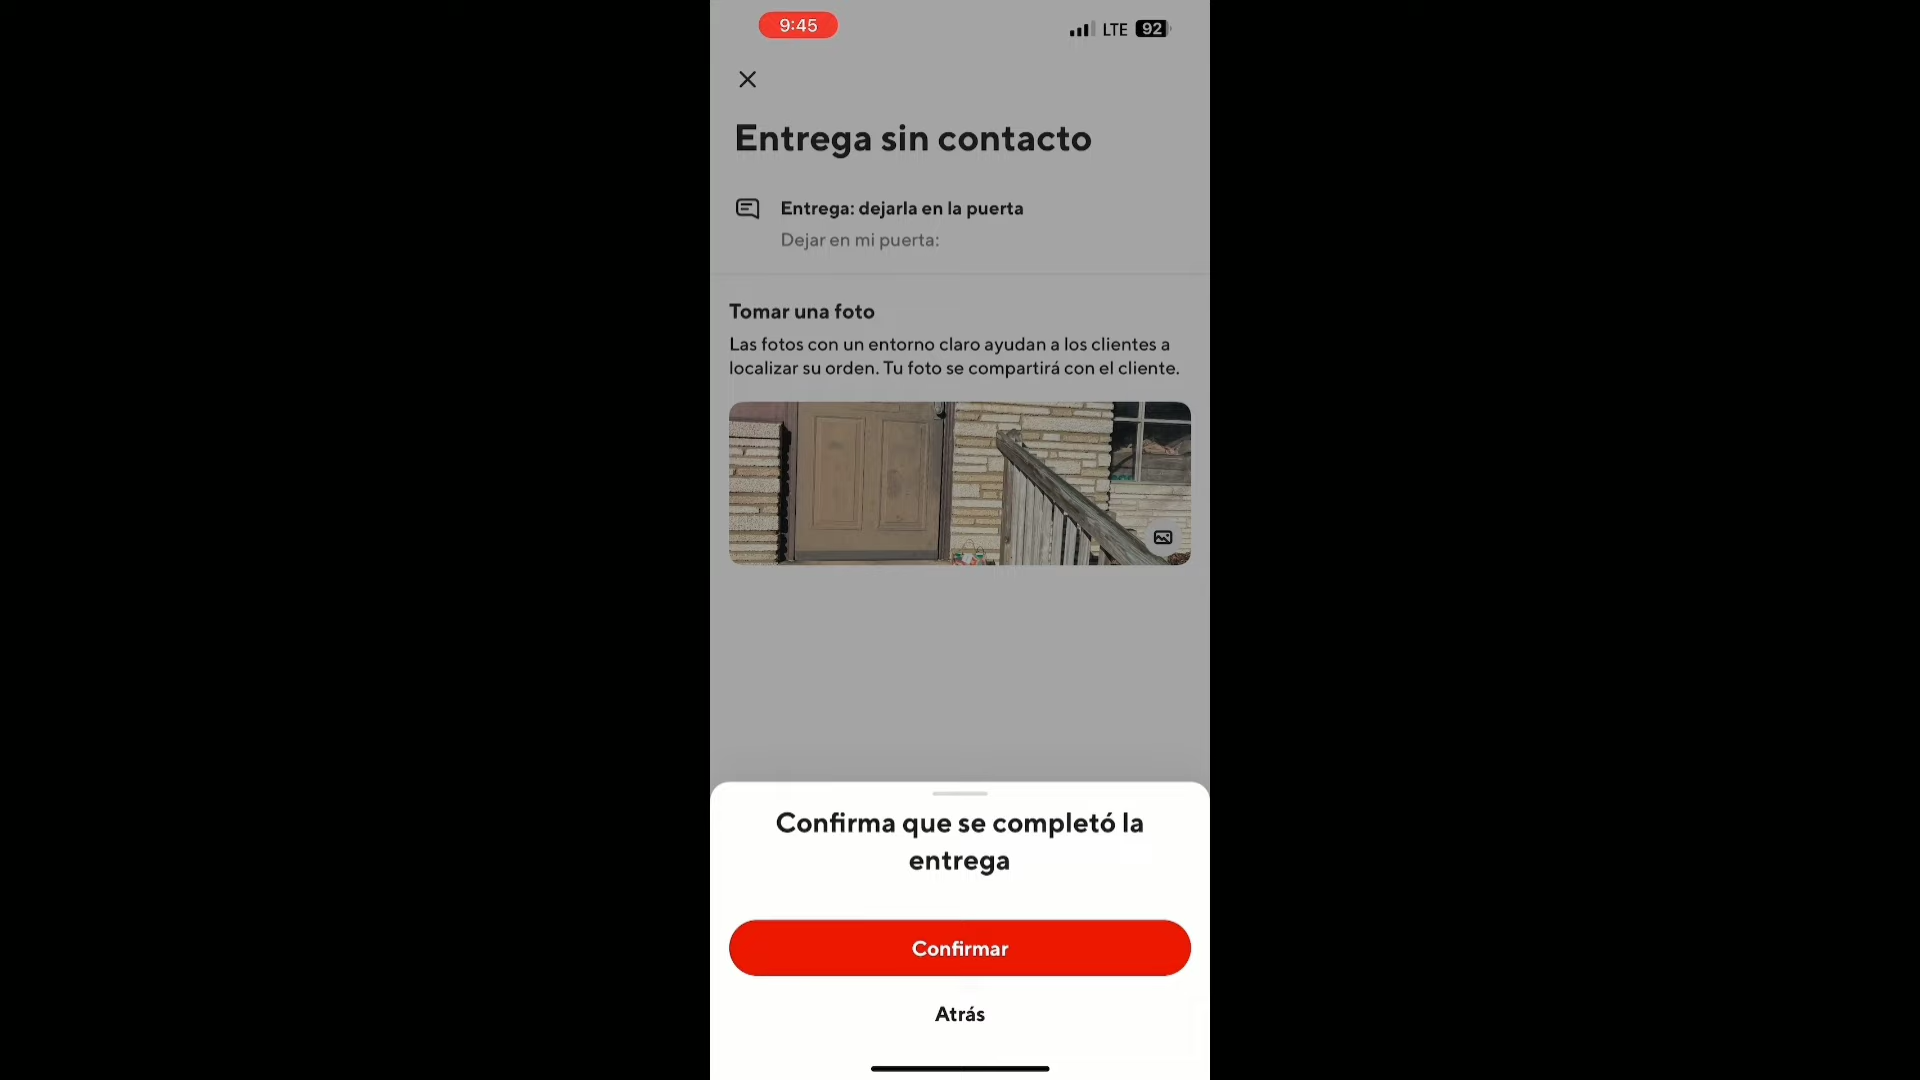 9:45
LTE 92
Entrega sin contacto
Entrega: dejarla en la puerta
Dejar en mi puerta:
Tomar una foto
Las fotos con un entorno claro ayudan a los clientes a
localizar su orden. Tu foto se compartirá con el cliente.
Confirma que se completó la
entrega
Confirmar
Atrás